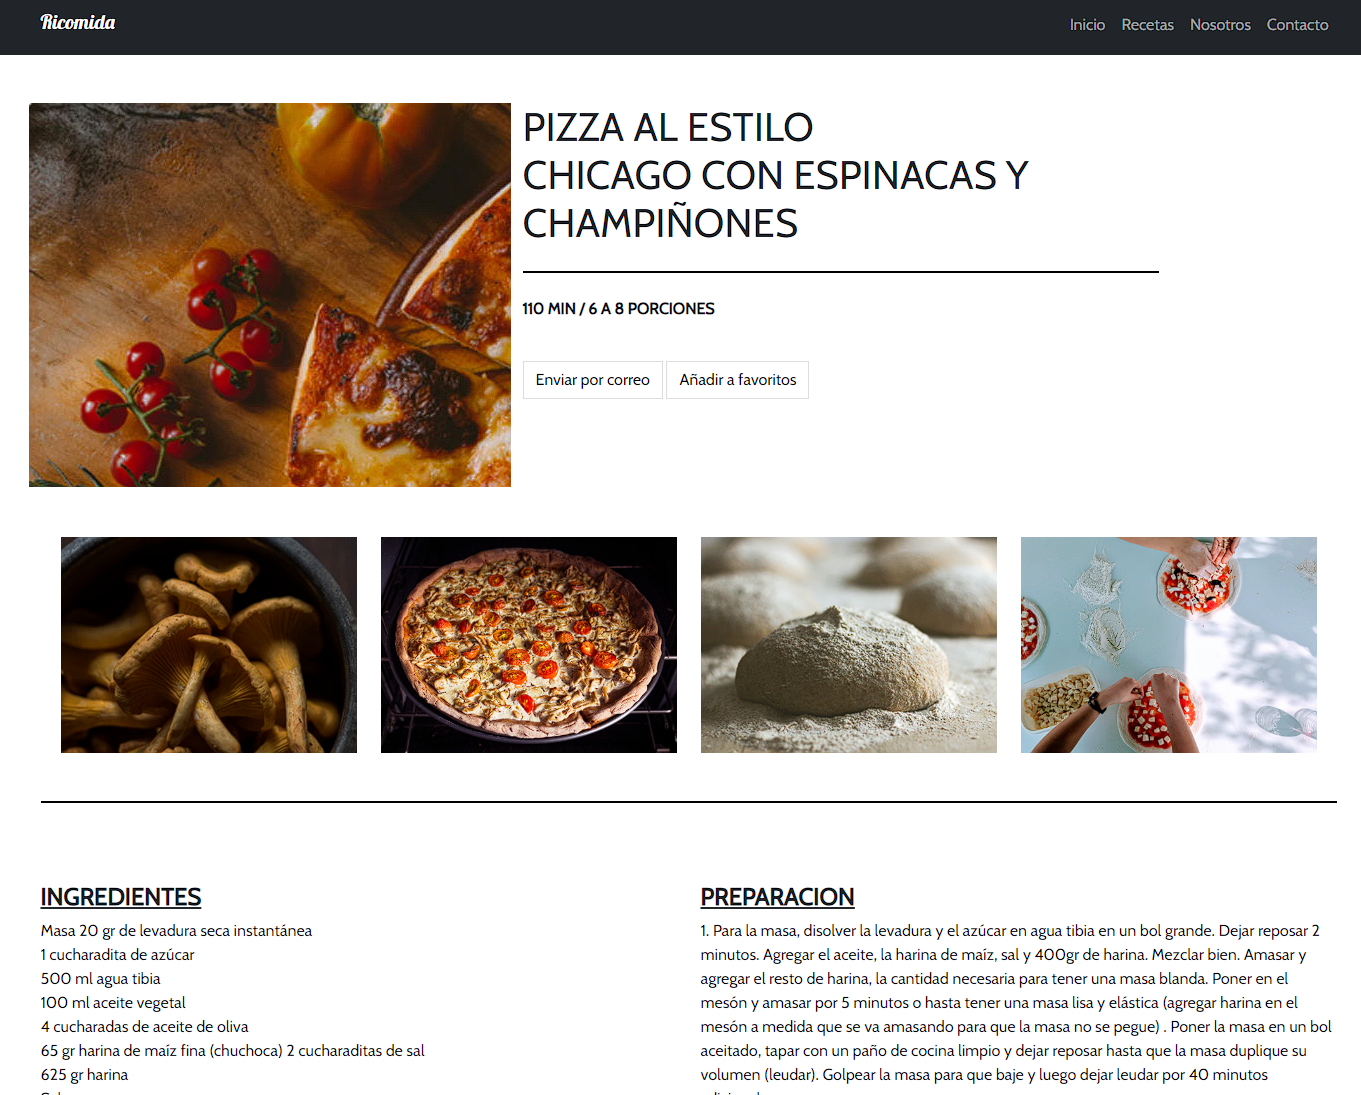 Ricomida
Inicio Recetas Nosotros Contacto
PIZZA AL ESTILO
CHICAGO CON ESPINACAS Y
CHAMPIÑONES
110 MIN / 6 A 8 PORCIONES
Enviar por correo Añadir a favoritos
INGREDIENTES
Masa 20 gr de levadura seca instantánea
1 cucharadita de azúcar
500 ml agua tibia
100 ml aceite vegetal
4 cucharadas de aceite de oliva
65 gr harina de maíz fina (chuchoca) 2 cucharaditas de sal
625 gr harina
PREPARACION
1. Para la masa, disolver la levadura y el azúcar en agua tibia en un bol grande. Dejar reposar 2
minutos. Agregar el aceite, la harina de maíz, sal y 400gr de harina. Mezclar bien. Amasar y
agregar el resto de harina, la cantidad necesaria para tener una masa blanda. Poner en el
mesón y amasar por 5 minutos o hasta tener una masa lisa y elástica (agregar harina en el
mesón a medida que se va amasando para que la masa no se pegue) . Poner la masa en un bol
aceitado, tapar con un paño de cocina limpio y dejar reposar hasta que la masa duplique su
volumen (leudar). Golpear la masa para que baje y luego dejar leudar por 40 minutos